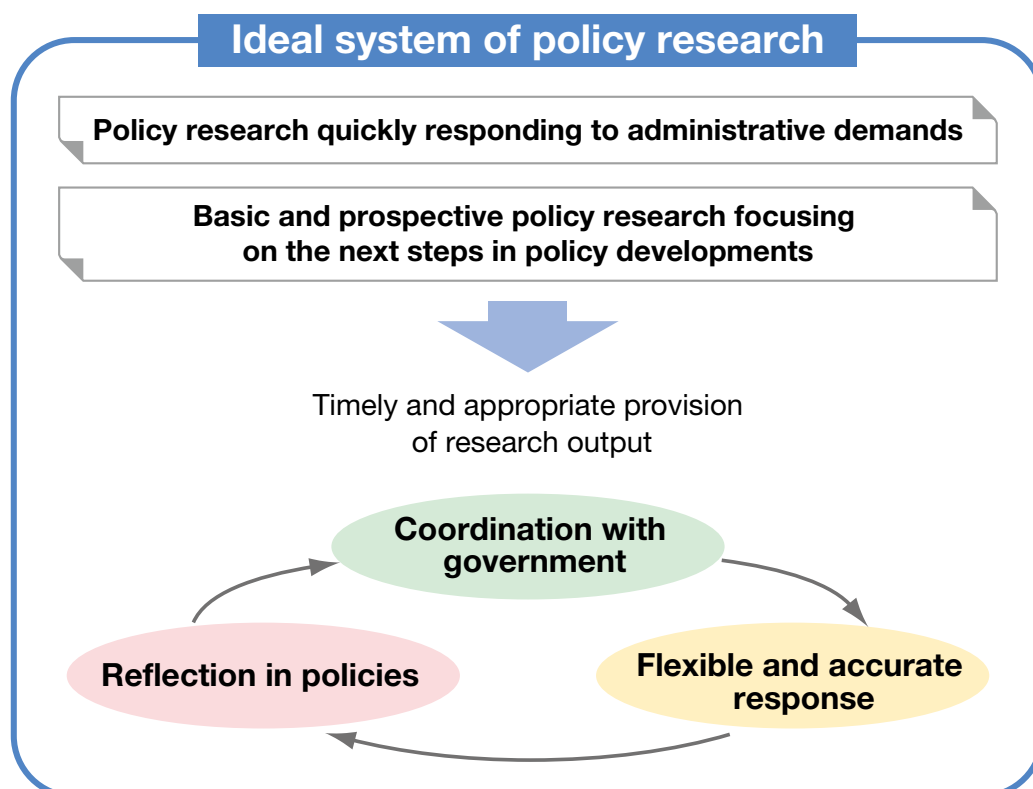 Ideal system of policy research
Policy research quickly responding to administrative demands
Basic and prospective policy research focusing
on the next steps in policy developments
Timely and appropriate provision
of research output
Coordination with
government
Reflection in policies
Flexible and accurate
response